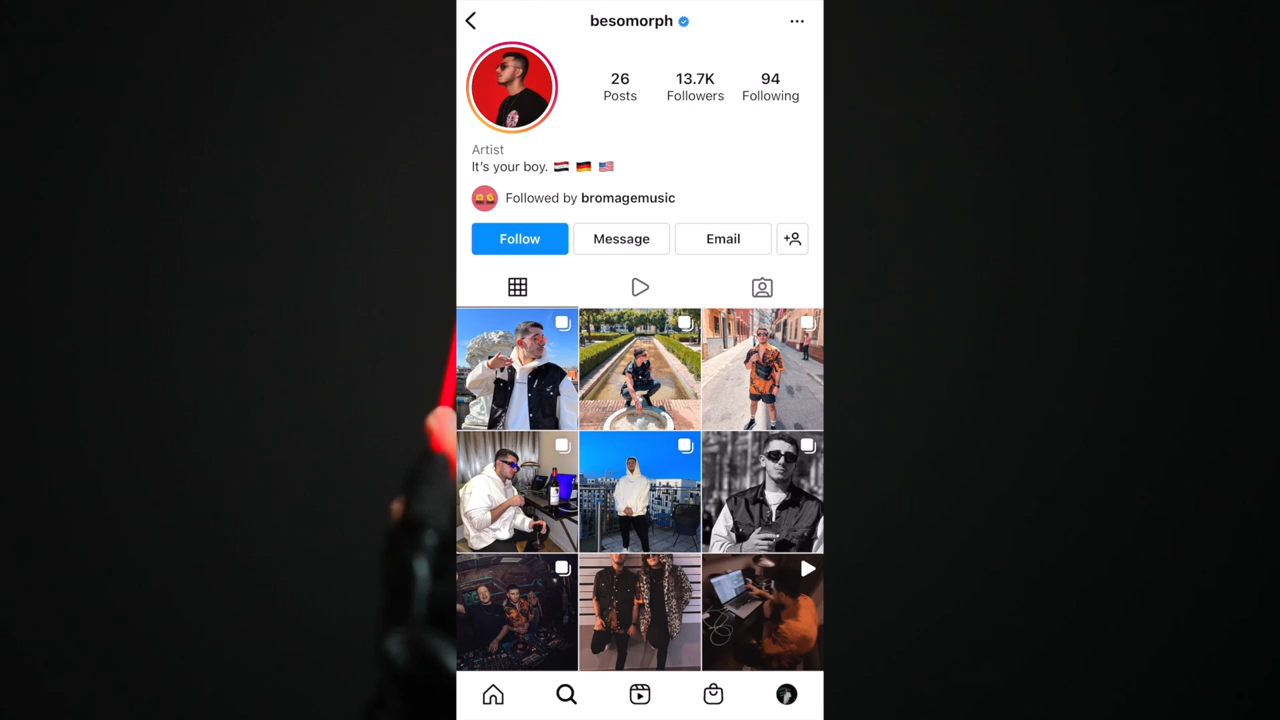 besomorph
26 13.7K 94
Posts Followers Following
Artist
It's your boy. 🇸🇾 🇩🇪 🇺🇸
Followed by bromagemusic
Follow Message Email